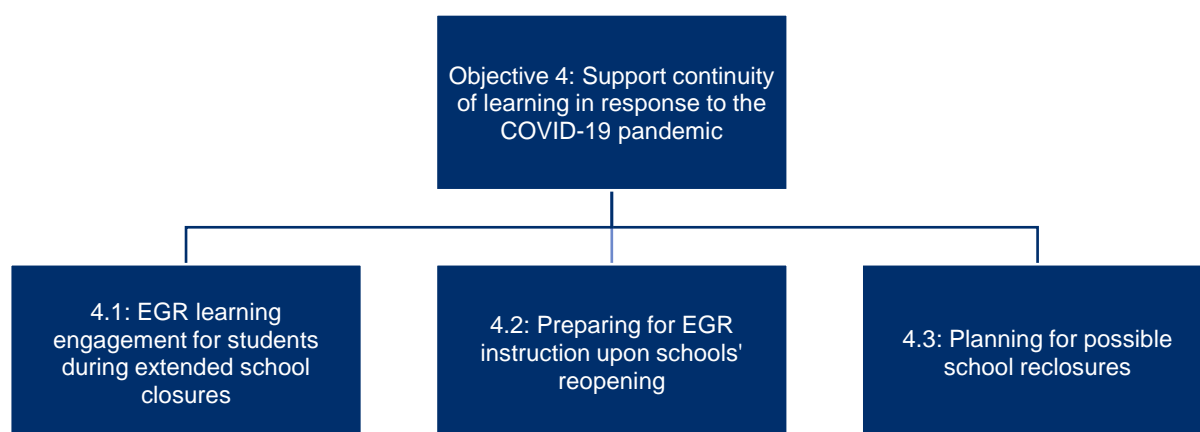 Objective 4: Support continuity
of learning in response to the
COVID-19 pandemic
4.1: EGR learning
engagement for students
during extended school
closures
4.2: Preparing for EGR
instruction upon schools'
reopening
4.3: Planning for possible
school reclosures